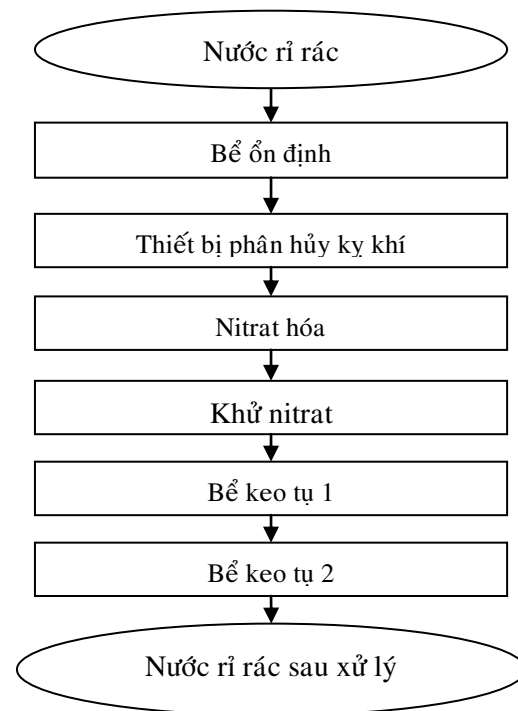 Nước rỉ rác
Bể ổn định
Thiết bị phân hủy kỵ khí
Nitrat hóa
Khử nitrat
Bể keo tụ 1
Bể keo tụ 2
Nước rỉ rác sau xử lý